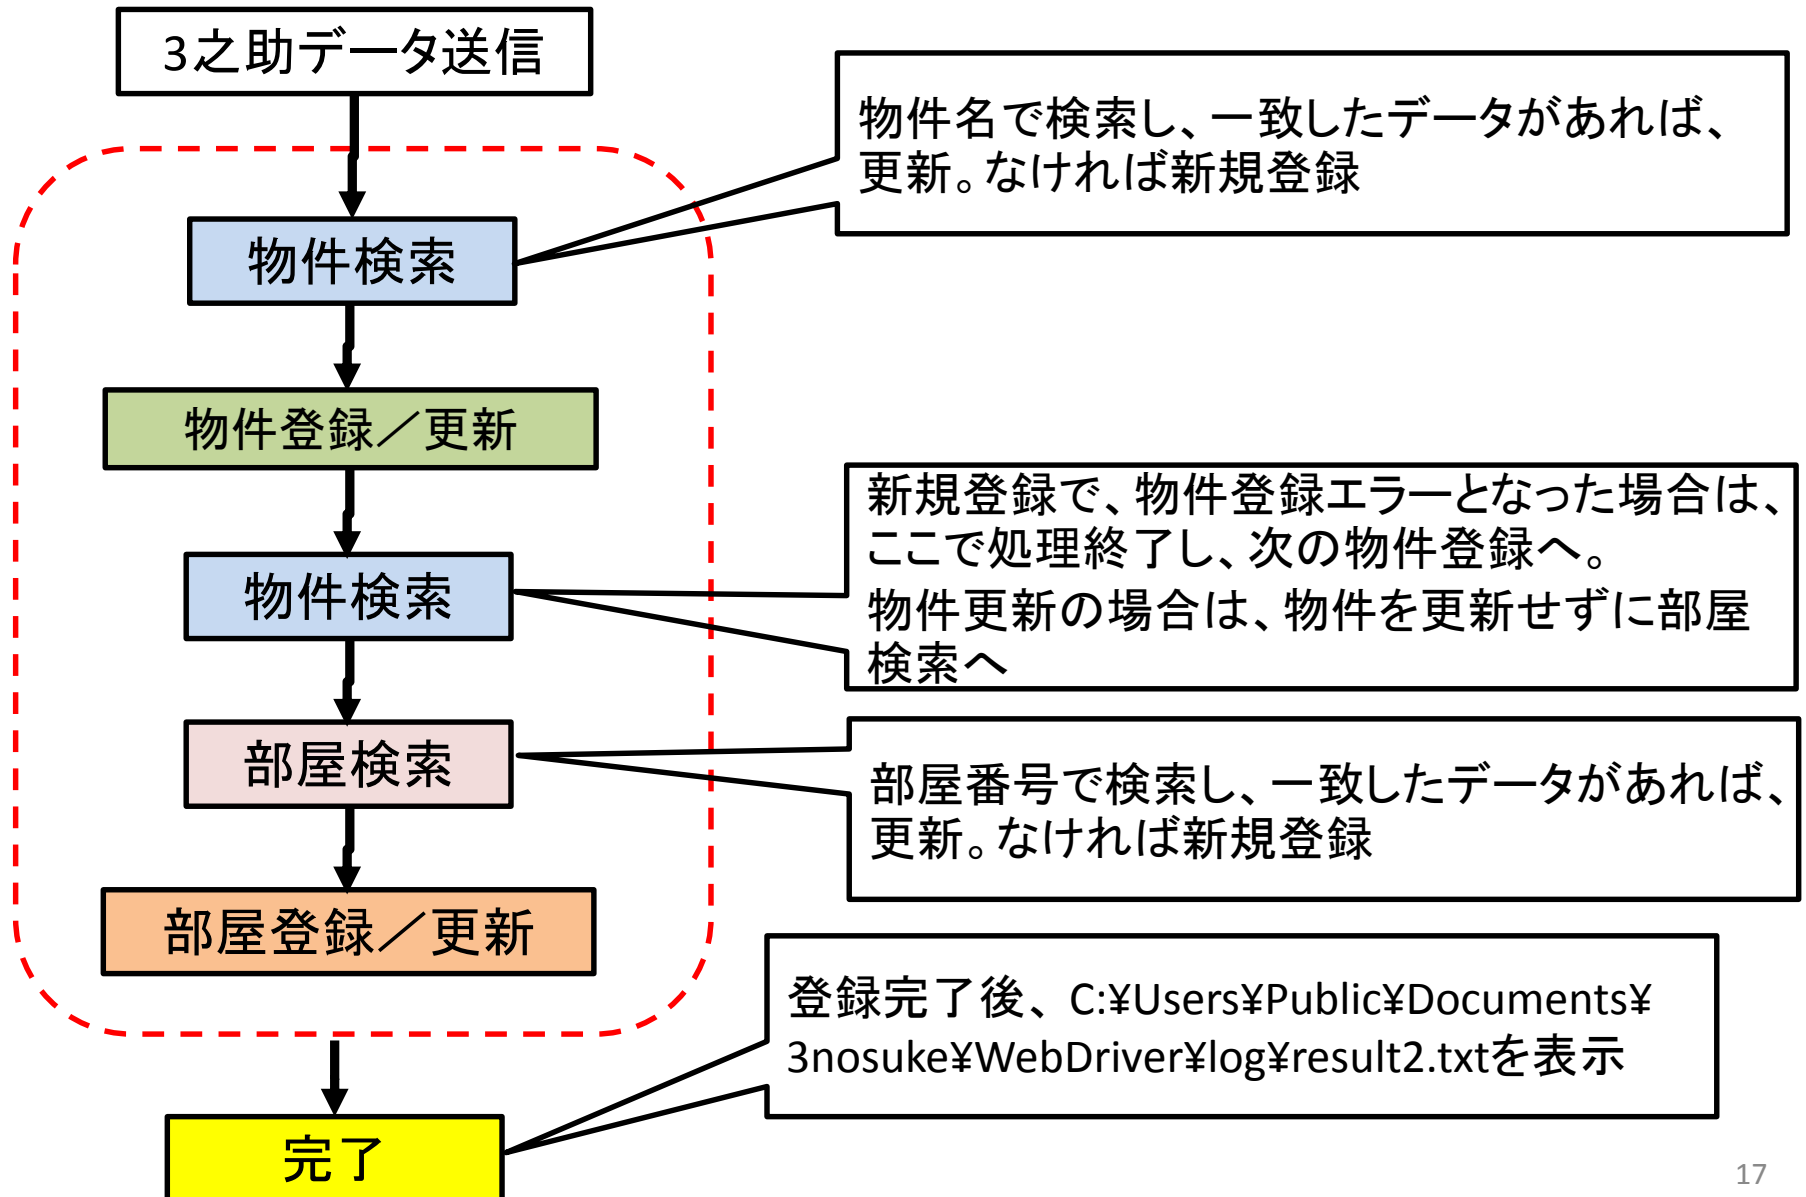 3之助データ送信
物件名で検索し、一致したデータがあれば、
更新。なければ新規登録
物件検索
物件登録／更新
新規登録で、物件登録エラーとなった場合は、
ここで処理終了し、次の物件登録へ。
物件更新の場合は、物件を更新せずに部屋
検索へ
物件検索
部屋検索
部屋番号で検索し、一致したデータがあれば、
更新。なければ新規登録
部屋登録／更新
登録完了後、C:¥Users¥Public¥Documents¥
3nosuke¥WebDriver¥log¥result2.txtを表示
完了
17